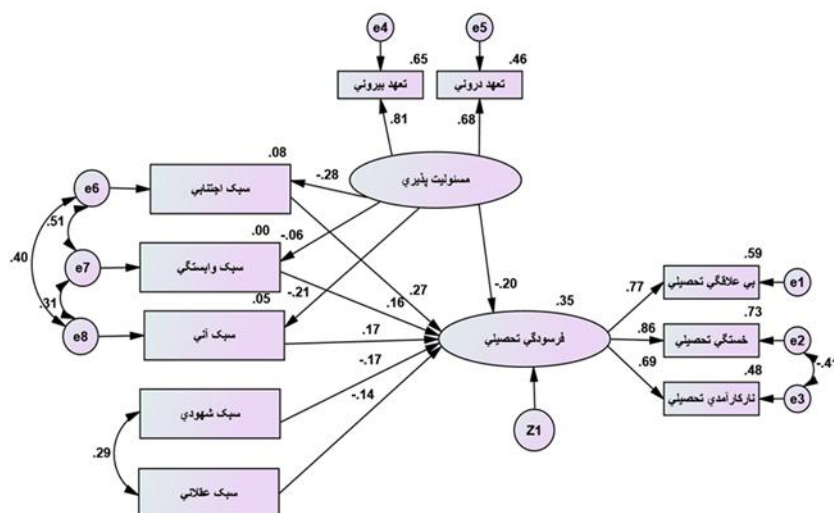 e4
e5
.65
.46
تعهد بيروني
تعهد دروني
.81
.68
.08
-.28
مسئوليت پذيري
e6
سبک اجتنابي
.51
.00
-.06
.40
e7
سبک وابستگي
.27
-.20
.59
.31
.05
-.21
.16
.35
.77
بي علاقگي تحصيلي
e1
e8
سبک آني
.17
فرسودگي تحصيلي
.73
.86
خستگي تحصيلي
e2
-.17
.69
.48
-.41
سبک شهودي
-.14
نارکارآمدي تحصيلي
e3
.29
Z1
سبک عقلاني